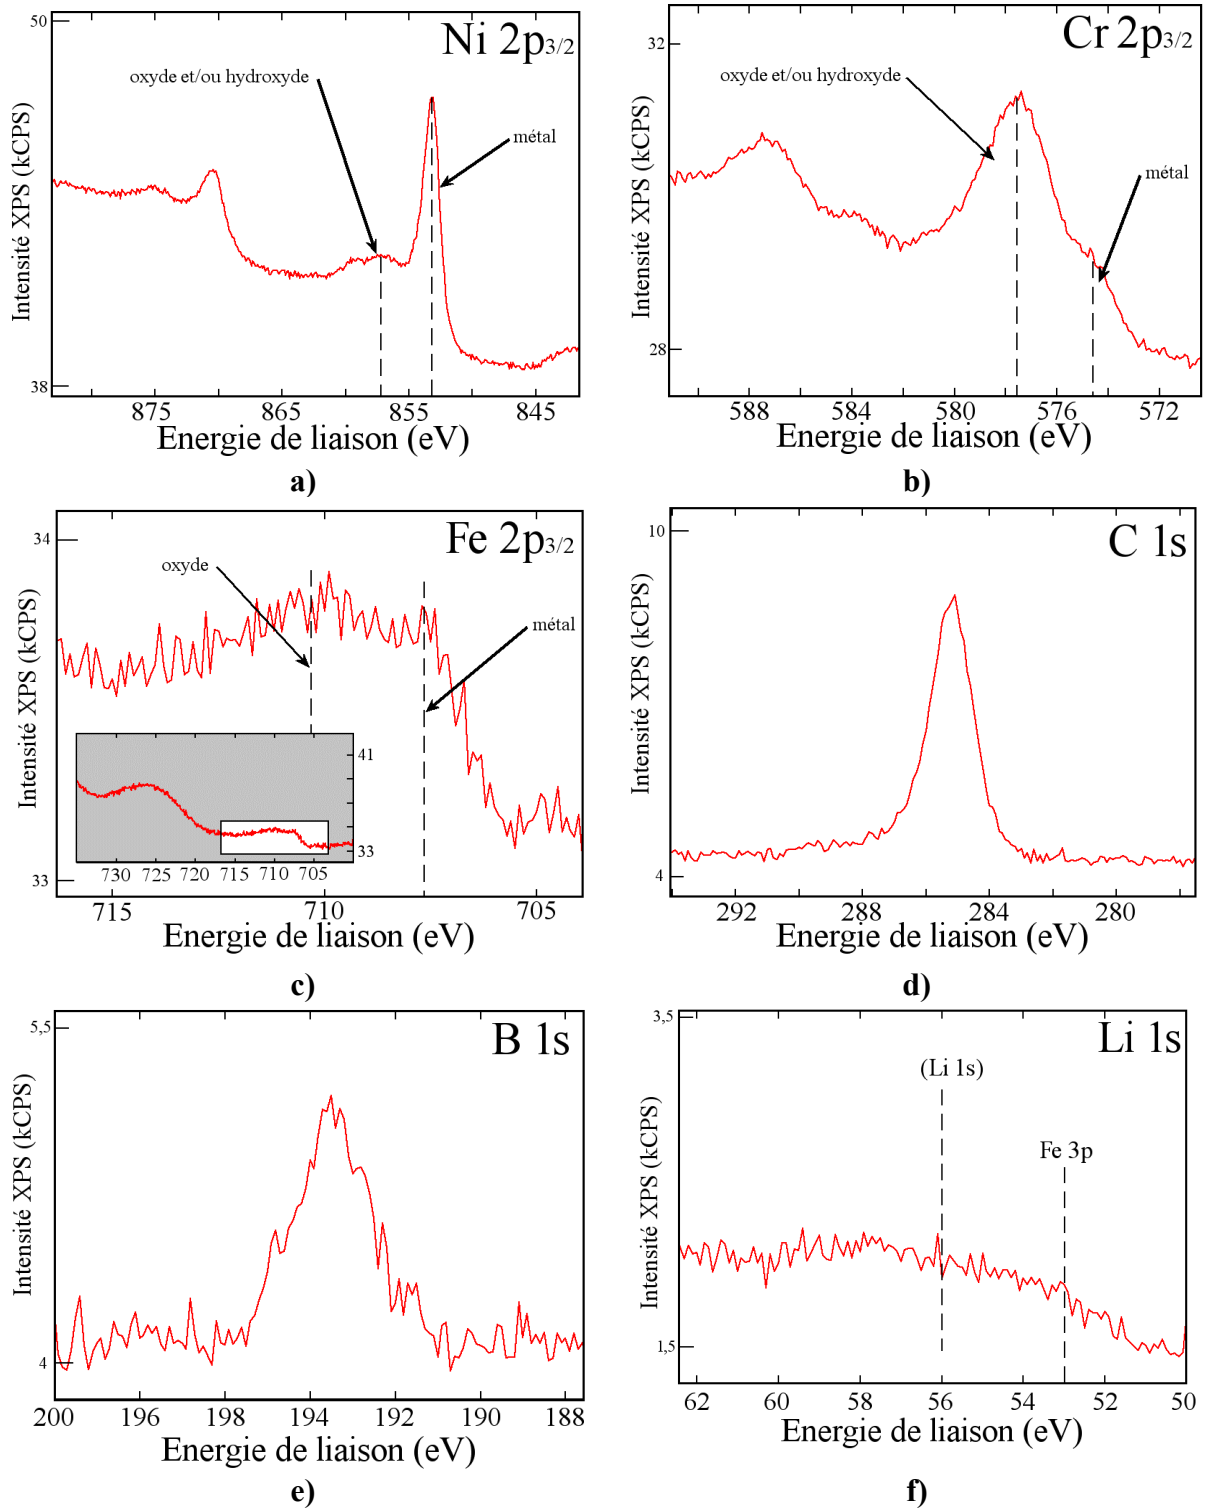 50
Ni 2p3/2
oxyde et/ou hydroxyde
métal
Intensité XPS (kCPS)
38
875 865 855 845
Energie de liaison (eV)
a)
32
Cr 2p3/2
oxyde et/ou hydroxyde
métal
Intensité XPS (kCPS)
28
588 584 580 576 572
Energie de liaison (eV)
b)
34
Fe 2p3/2
oxyde
métal
Intensité XPS (kCPS)
41
33
730 725 720 715 710 705
33
715 710 705
Energie de liaison (eV)
c)
10
C 1s
Intensité XPS (kCPS)
4
292 288 284 280
Energie de liaison (eV)
d)
5,5
B 1s
Intensité XPS (kCPS)
4
200 196 198 194 192 190 188
Energie de liaison (eV)
e)
3,5
Li 1s
(Li 1s)
Fe 3p
Intensité XPS (kCPS)
1,5
62 60 58 56 54 52 50
Energie de liaison (eV)
f)